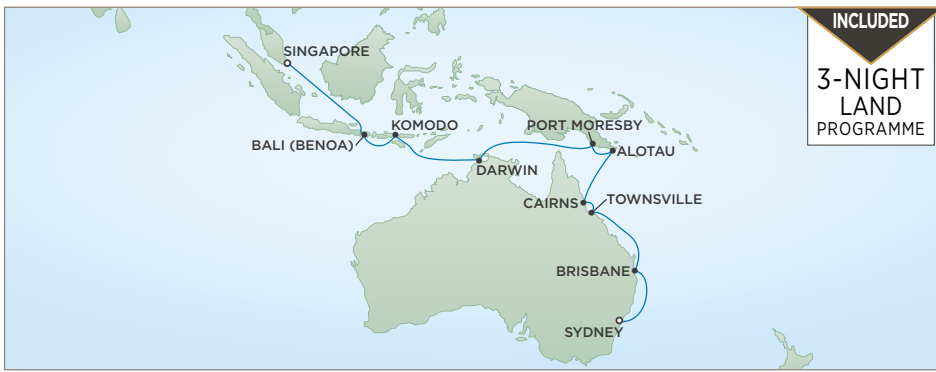 INCLUDED
3-NIGHT
LAND
PROGRAMME
SINGAPORE
KOMODO
PORT MORESBY
BALI (BENOA)
ALOTAU
DARWIN
CAIRNS
TOWNSVILLE
BRISBANE
SYDNEY